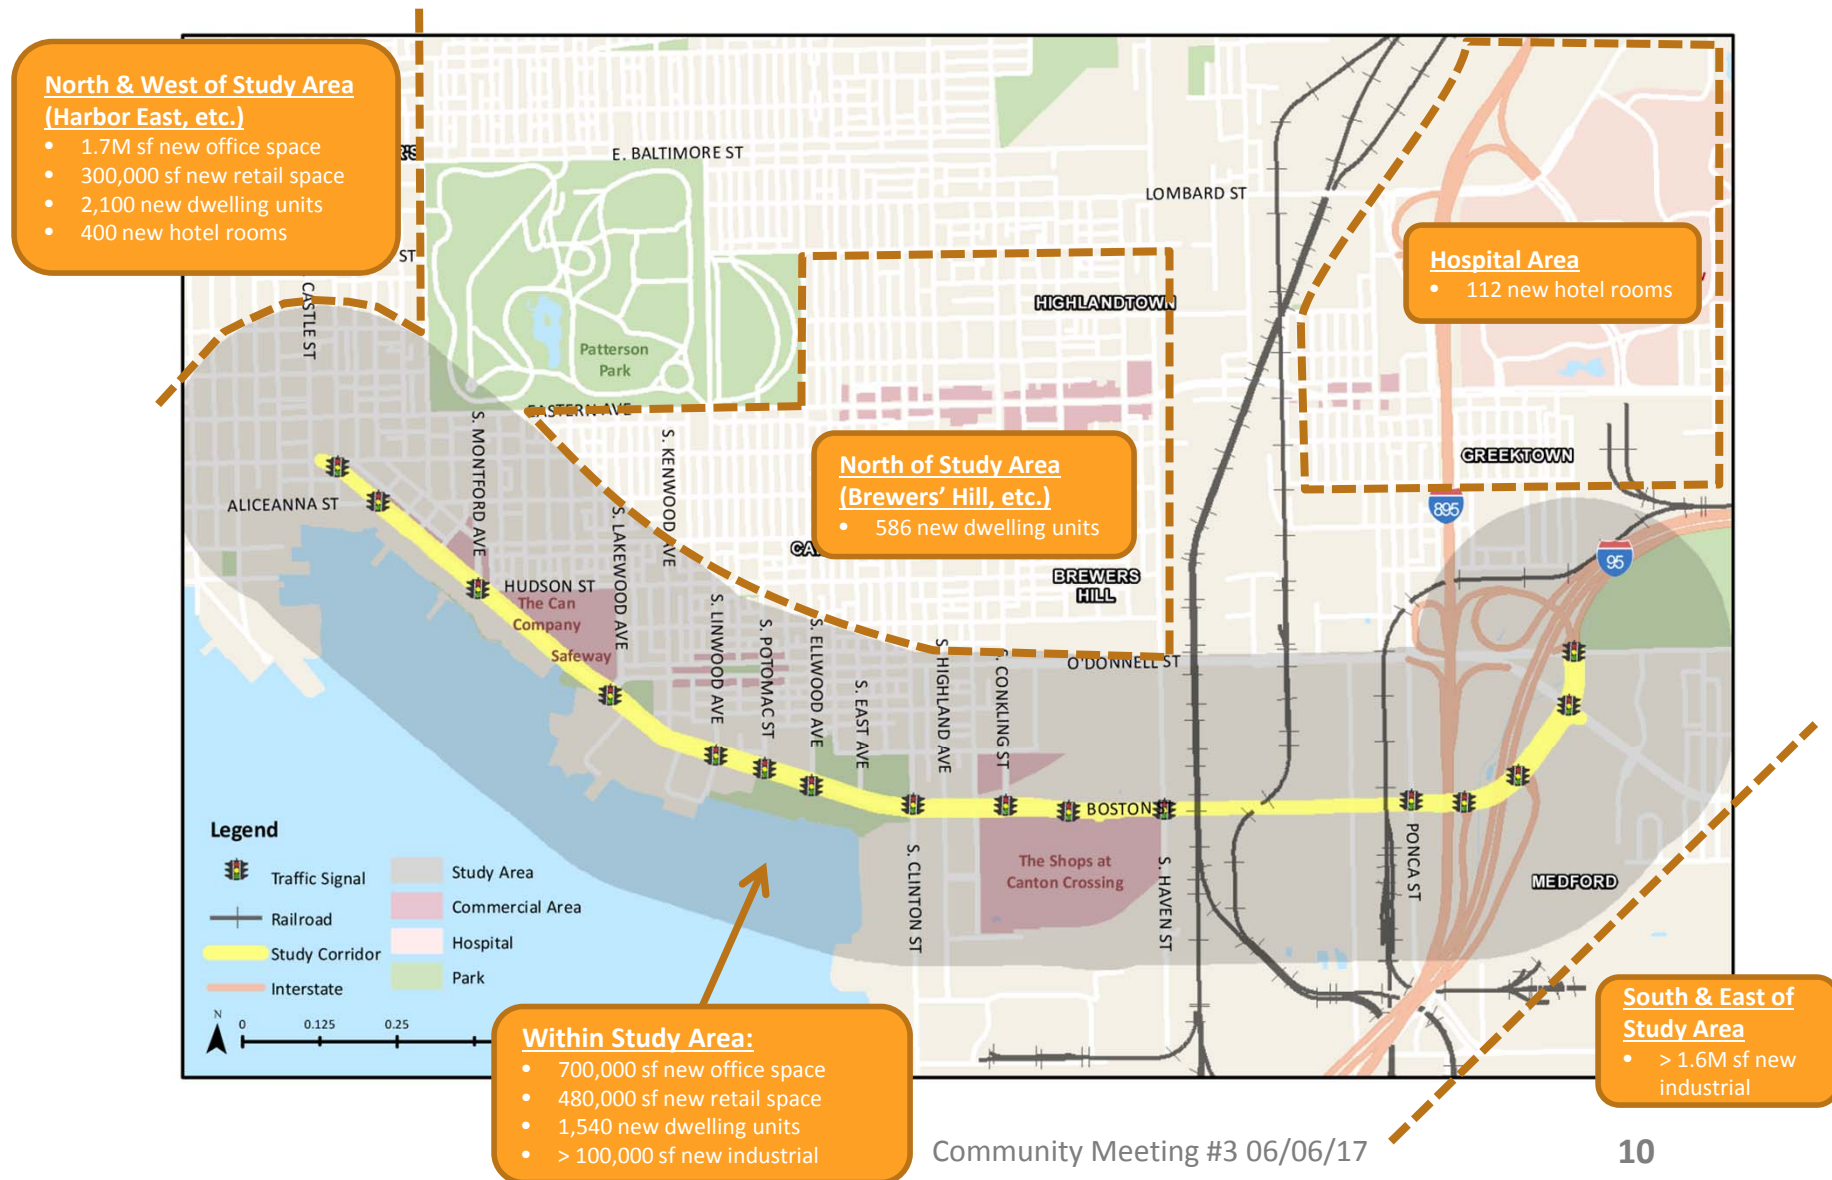 North & West of Study Area
(Harbor East, etc.)
• 1.7M sf new office space
• 300,000 sf new retail space
• 2,100 new dwelling units
• 400 new hotel rooms
E. BALTIMORE ST
LOMBARD ST
ST
Hospital Area
• 112 new hotel rooms
CASTLE ST
HIGHLANDTOWN
Patterson
Park
EASTERN AVE
S. MONTFORD AVE
S. KENWOOD AVE
North of Study Area
(Brewers' Hill, etc.)
• 586 new dwelling units
GREEKTOWN
ALICEANNA ST
S. LAKEWOOD AVE
895
95
BREWERS
HILL
HUDSON ST
The Can
Company
Safeway
S. LINWOOD AVE
S. POTOMAC ST
S. ELLWOOD AVE
S. EAST AVE
S. HIGHLAND AVE
S. CONKLING ST
O'DONNELL ST
BOSTON ST
Legend
Traffic Signal
Railroad
Study Corridor
Interstate
Study Area
Commercial Area
Hospital
Park
N
0 0.125 0.25
S. CLINTON ST
The Shops at
Canton Crossing
S. HAVEN ST
PONCA ST
MEDFORD
South & East of
Study Area
• > 1.6M sf new
industrial
Within Study Area:
• 700,000 sf new office space
• 480,000 sf new retail space
• 1,540 new dwelling units
• > 100,000 sf new industrial
Community Meeting #3 06/06/17
10